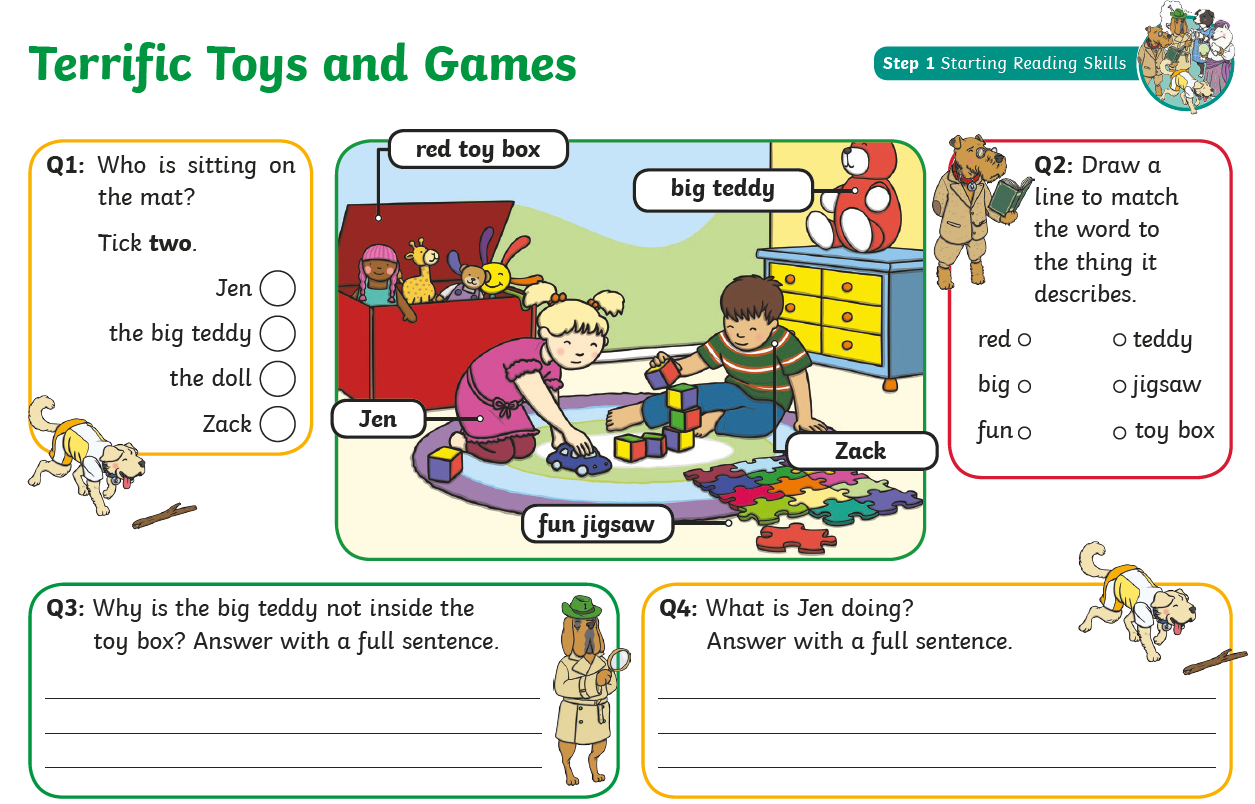 Terrific Toys and Games
Step 1 Starting Reading Skills
Q1: Who is sitting on
the mat?
Tick two.
Jen
the big teddy
the doll
Zack
red toy box
big teddy
Jen
Zack
fun jigsaw
Q2: Draw a
line to match
the word to
the thing it
describes.
red teddy
big jigsaw
fun toy box
Q3: Why is the big teddy not inside the
toy box? Answer with a full sentence.
Q4: What is Jen doing?
Answer with a full sentence.